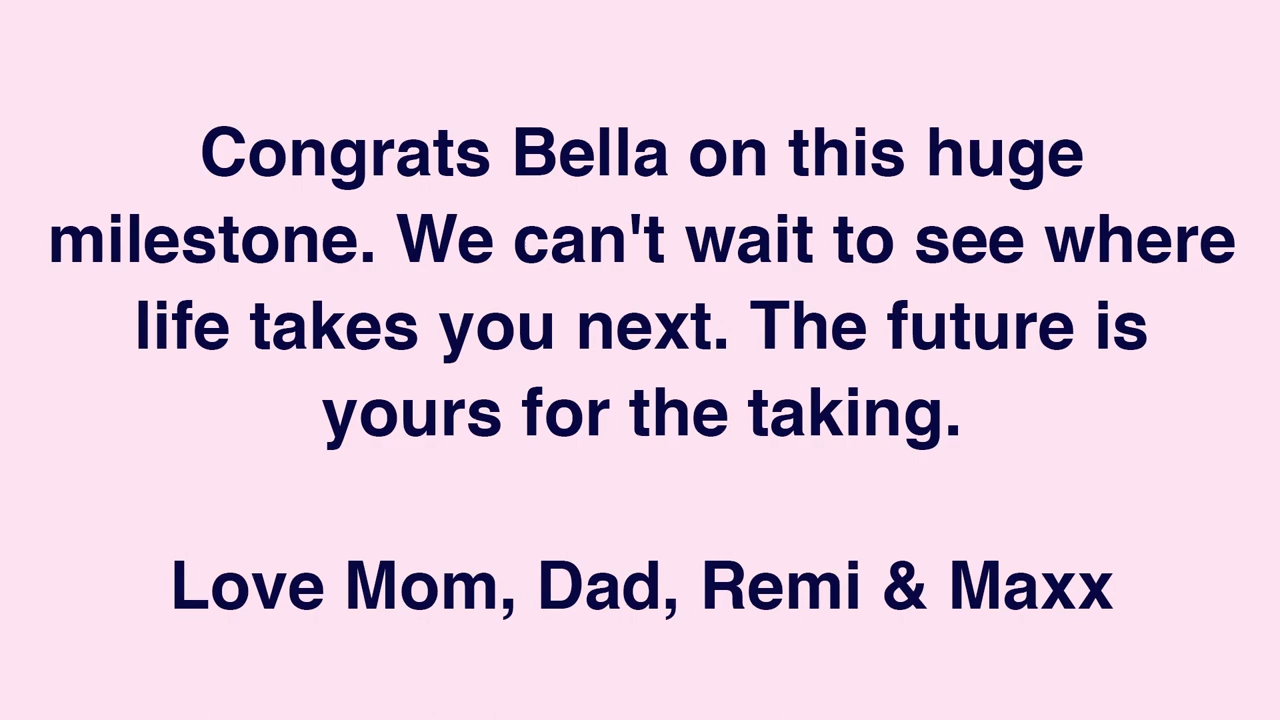 Congrats Bella on this huge
milestone. We can't wait to see where
life takes you next. The future is
yours for the taking.
Love Mom, Dad, Remi & Maxx